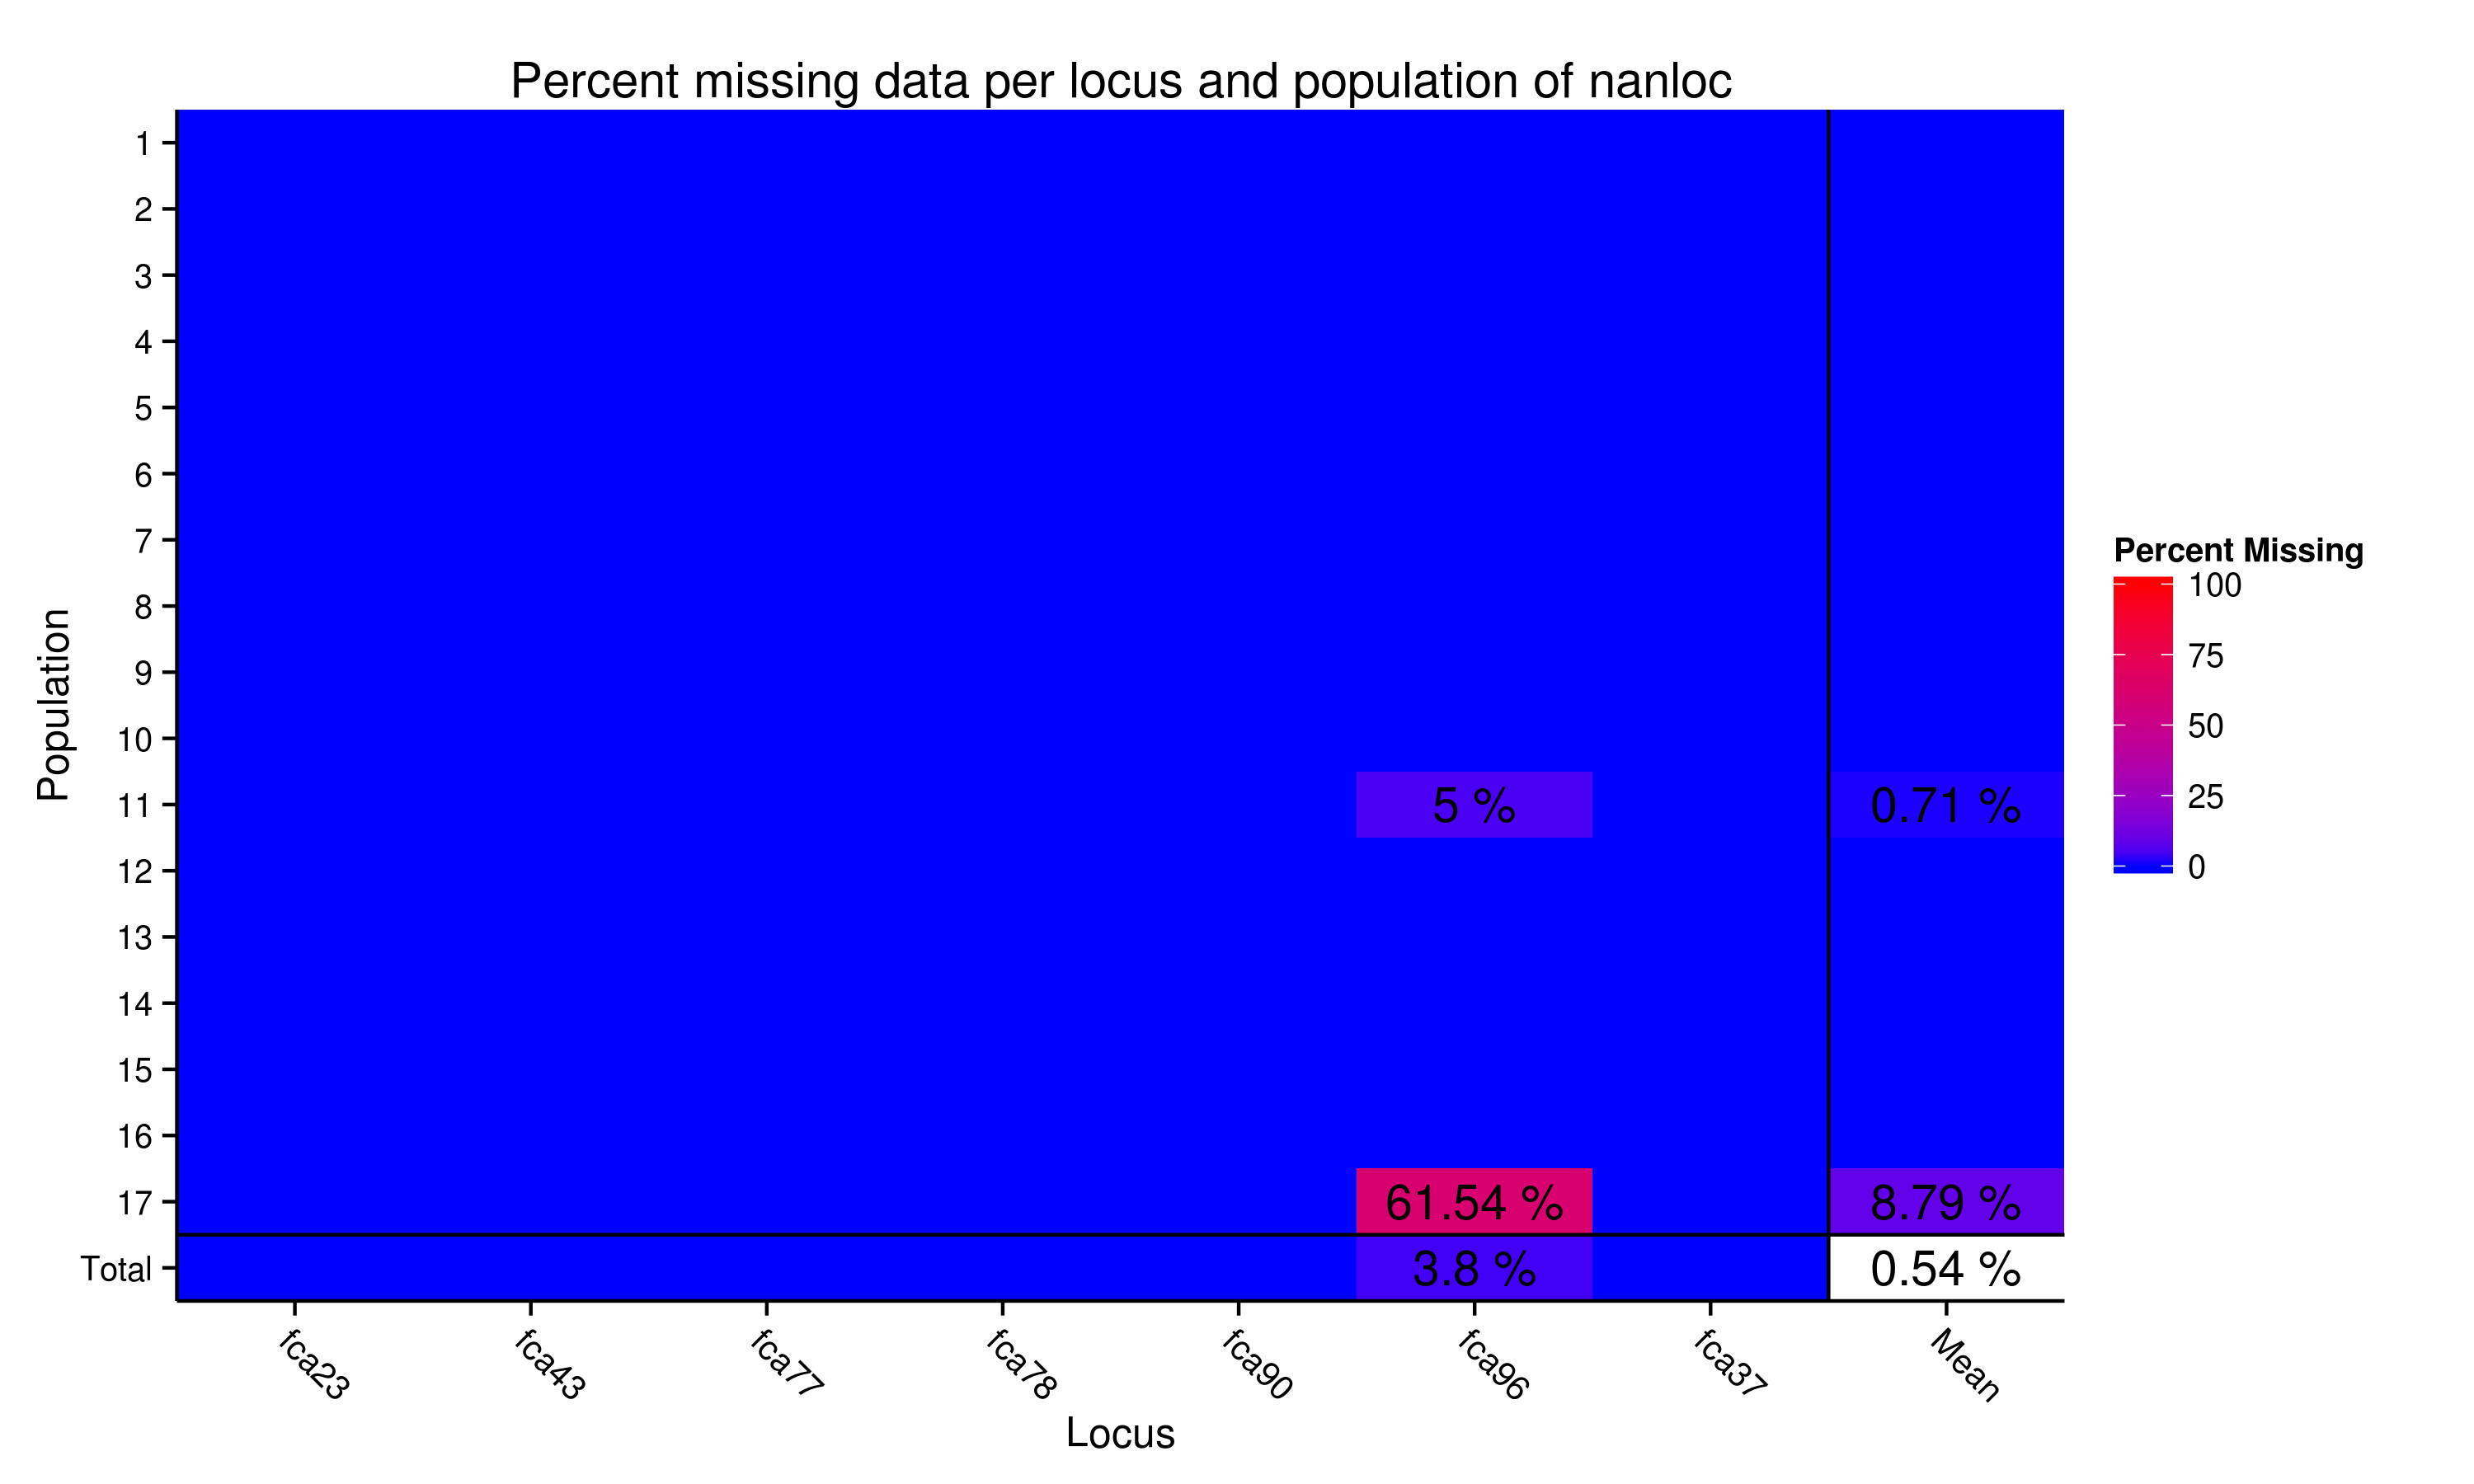 Percent missing data per locus and population of nanloc
Population
1
2
3
4
5
6
7
8
9
10
11
12
13
14
15
16
17
Total
5 %
0.71 %
61.54 %
8.79 %
3.8 %
0.54 %
fca23
fca43
fca77
fca78
fca90
fca96
fca37
Mean
Locus
Percent Missing
100
75
50
25
0